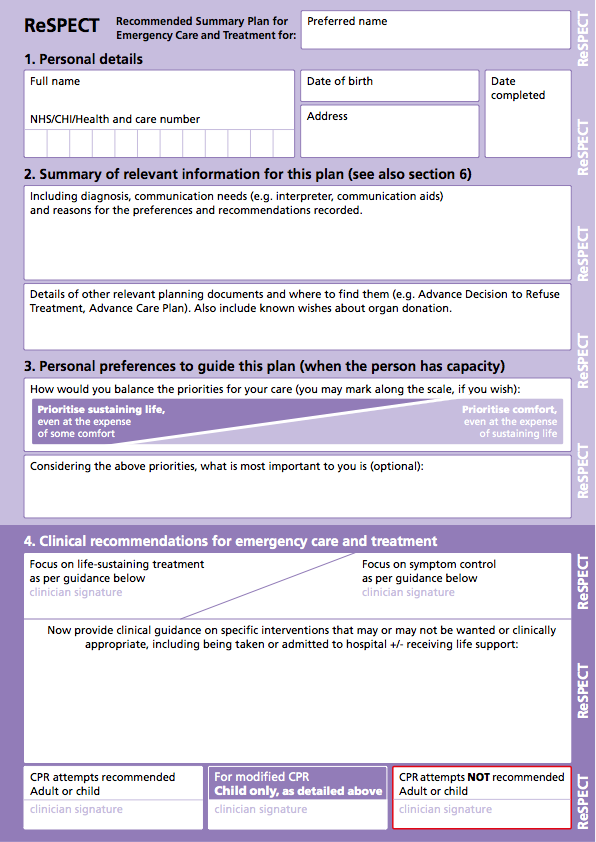 ReSPECT
Recommended Summary Plan for
Emergency Care and Treatment for:
Preferred name
1. Personal details
Full name
Date of birth
Date
completed
NHS/CHI/Health and care number
Address
2. Summary of relevant information for this plan (see also section 6)
Including diagnosis, communication needs (e.g. interpreter, communication aids)
and reasons for the preferences and recommendations recorded.
Details of other relevant planning documents and where to find them (e.g. Advance Decision to Refuse
Treatment, Advance Care Plan). Also include known wishes about organ donation.
3. Personal preferences to guide this plan (when the person has capacity)
How would you balance the priorities for your care (you may mark along the scale, if you wish):
Prioritise sustaining life,
even at the expense
of some comfort
Prioritise comfort,
even at the expense
of sustaining life
Considering the above priorities, what is most important to you is (optional):
4. Clinical recommendations for emergency care and treatment
Focus on life-sustaining treatment
as per guidance below
clinician signature
Focus on symptom control
as per guidance below
clinician signature
Now provide clinical guidance on specific interventions that may or may not be wanted or clinically
appropriate, including being taken or admitted to hospital +/- receiving life support:
CPR attempts recommended
Adult or child
clinician signature
For modified CPR
Child only, as detailed above
clinician signature
CPR attempts NOT recommended
Adult or child
clinician signature
ReSPECT
ReSPECT
ReSPECT
ReSPECT
ReSPECT
ReSPECT
ReSPECT
ReSPECT